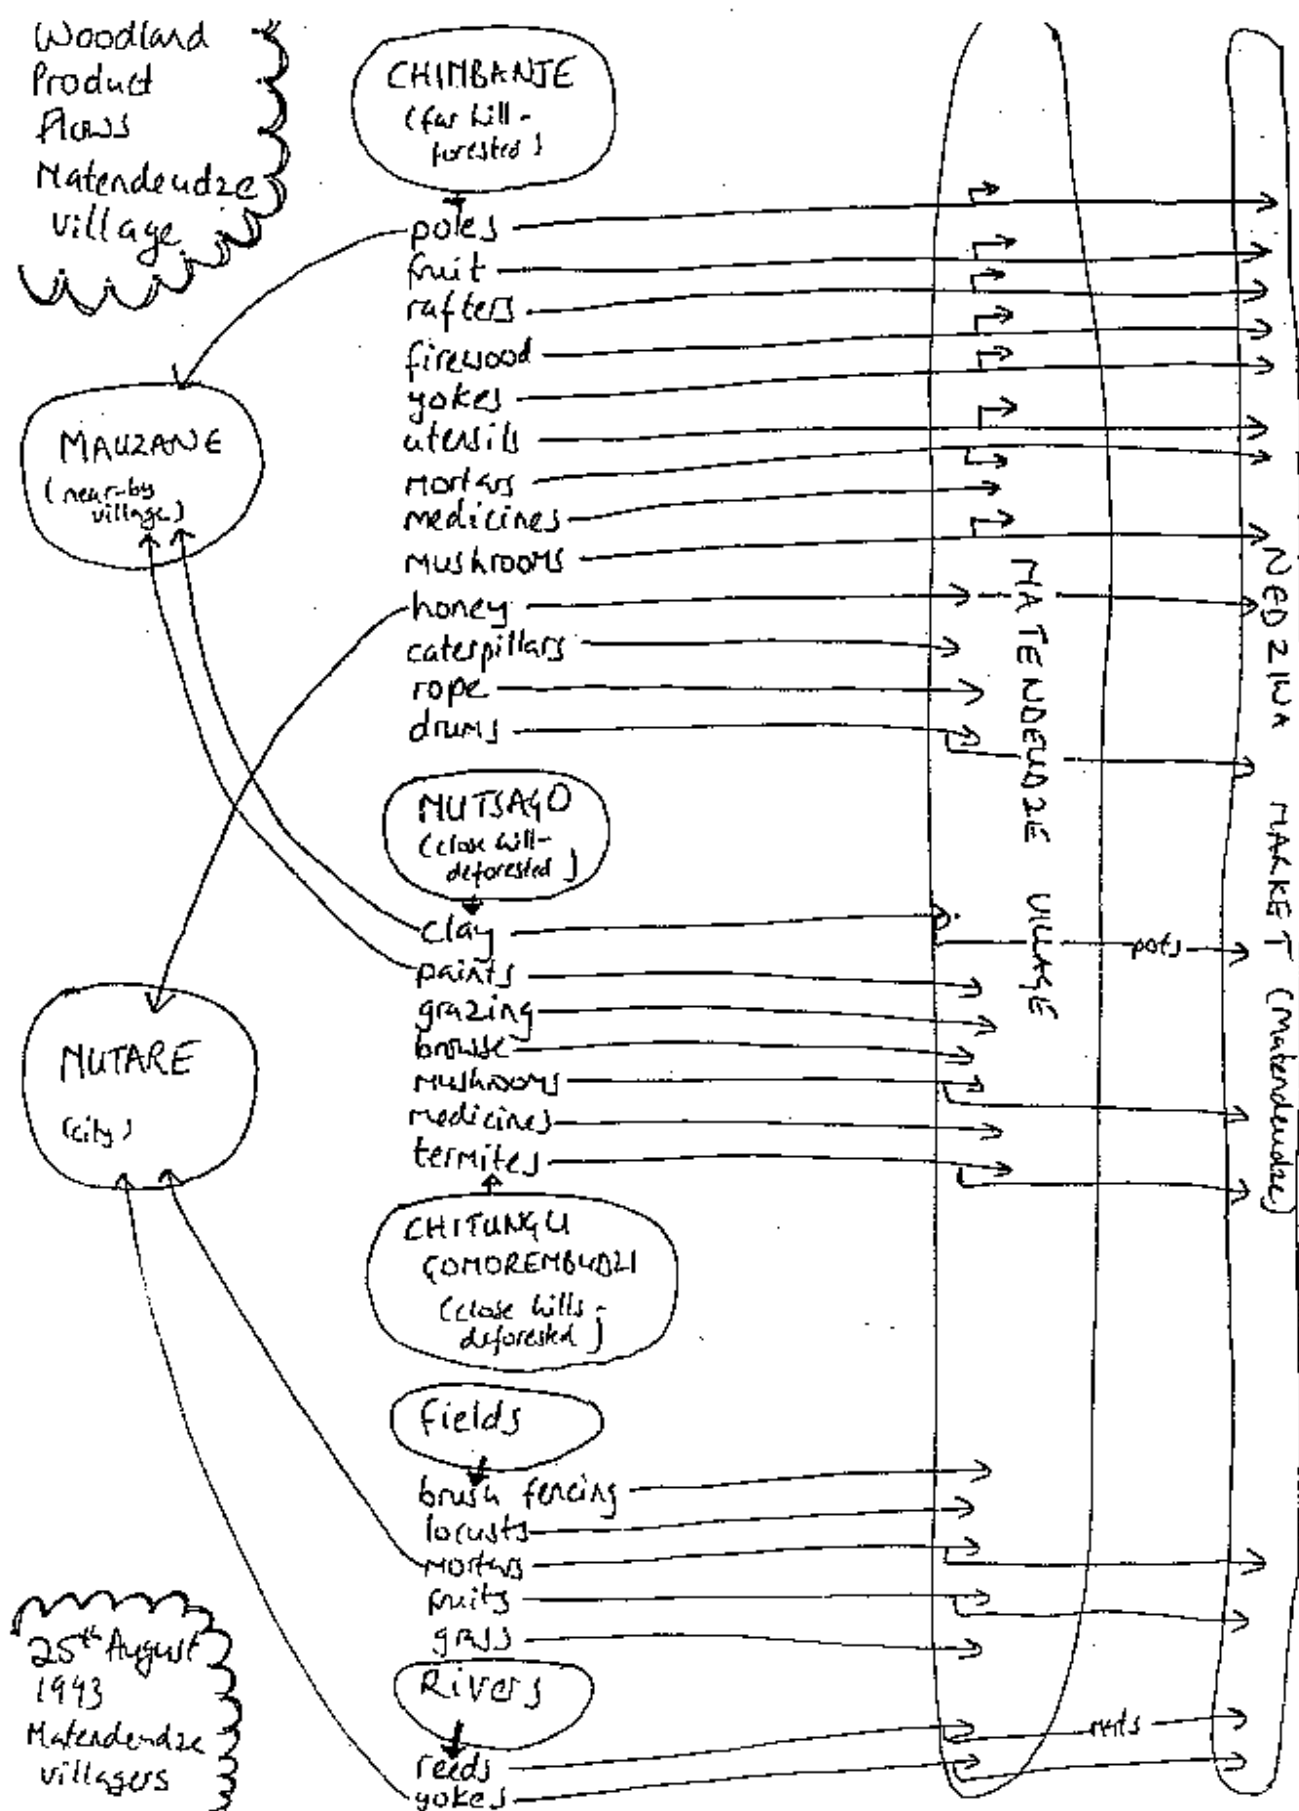 Woodland
Product
flows
Matendeudze
village
CHIMBANJE
(far hill-
forested)
poles
fruit
rafters
firewood
yokes
utensils
Mortars
medicines
mushrooms
honey
caterpillars
rope
drums
MAUZANE
(near-by
village)
MUTSAGO
(close hill-
deforested)
clay
paints
grazing
browse
mushrooms
medicines
termites
MUTARE
(city)
CHITUNGU
GOMOREMBUDZI
(close hills-
deforested)
fields
brush fencing
locusts
Mortars
fruits
grass
Rivers
reeds
yokes
MATENDEUDZE VILLAGE
pots
NEDZIWA MARKET (Matendeudze)
25th August
1993
Matendeudze
villagers